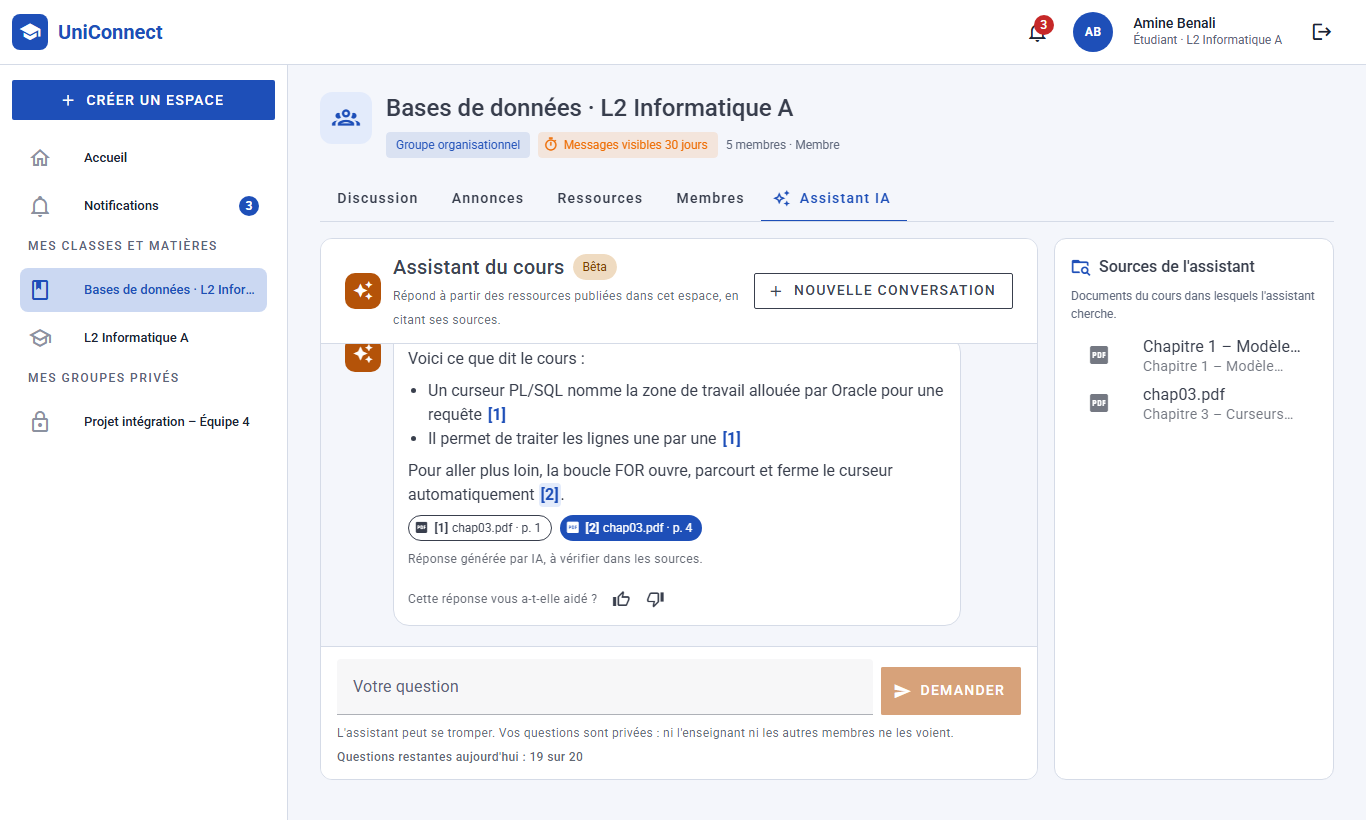 UniConnect
3
AB
Amine Benali
Étudiant · L2 Informatique A
CRÉER UN ESPACE
Accueil
Notifications
3
MES CLASSES ET MATIÈRES
Bases de données · L2 Infor...
L2 Informatique A
MES GROUPES PRIVÉS
Projet intégration – Équipe 4
Bases de données · L2 Informatique A
Groupe organisationnel
Messages visibles 30 jours
5 membres · Membre
Discussion
Annonces
Ressources
Membres
Assistant IA
Assistant du cours
Bêta
Répond à partir des ressources publiées dans cet espace, en
citant ses sources.
NOUVELLE CONVERSATION
Voici ce que dit le cours :
• Un curseur PL/SQL nomme la zone de travail allouée par Oracle pour une
requête [1]
• Il permet de traiter les lignes une par une [1]
Pour aller plus loin, la boucle FOR ouvre, parcourt et ferme le curseur
automatiquement [2].
PDF [1] chap03.pdf · p. 1
PDF [2] chap03.pdf · p. 4
Réponse générée par IA, à vérifier dans les sources.
Cette réponse vous a-t-elle aidé ?
Votre question
DEMANDER
L'assistant peut se tromper. Vos questions sont privées : ni l'enseignant ni les autres membres ne les voient.
Questions restantes aujourd'hui : 19 sur 20
Sources de l'assistant
Documents du cours dans lesquels l'assistant
cherche.
PDF
Chapitre 1 – Modèle...
Chapitre 1 – Modèle...
PDF
chap03.pdf
Chapitre 3 – Curseurs...